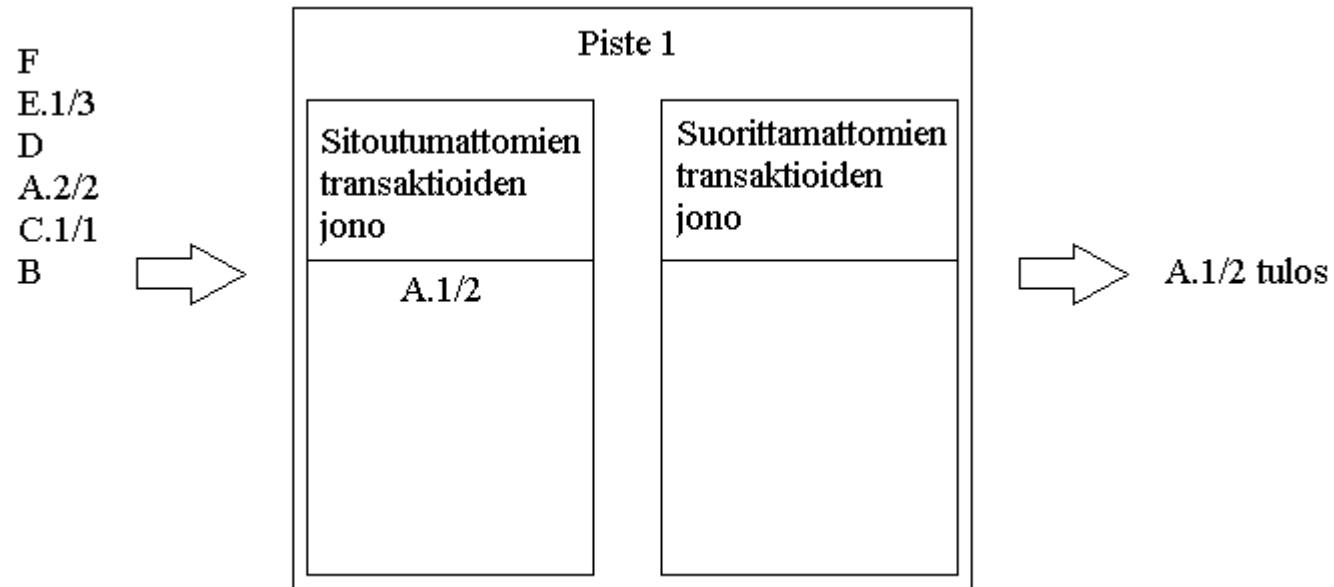 F
E.1/3
D
A.2/2
C.1/1
B
Piste 1
Sitoutumattomien
transaktioiden
jono
A.1/2
Suorittamattomien
transaktioiden
jono
A.1/2 tulos